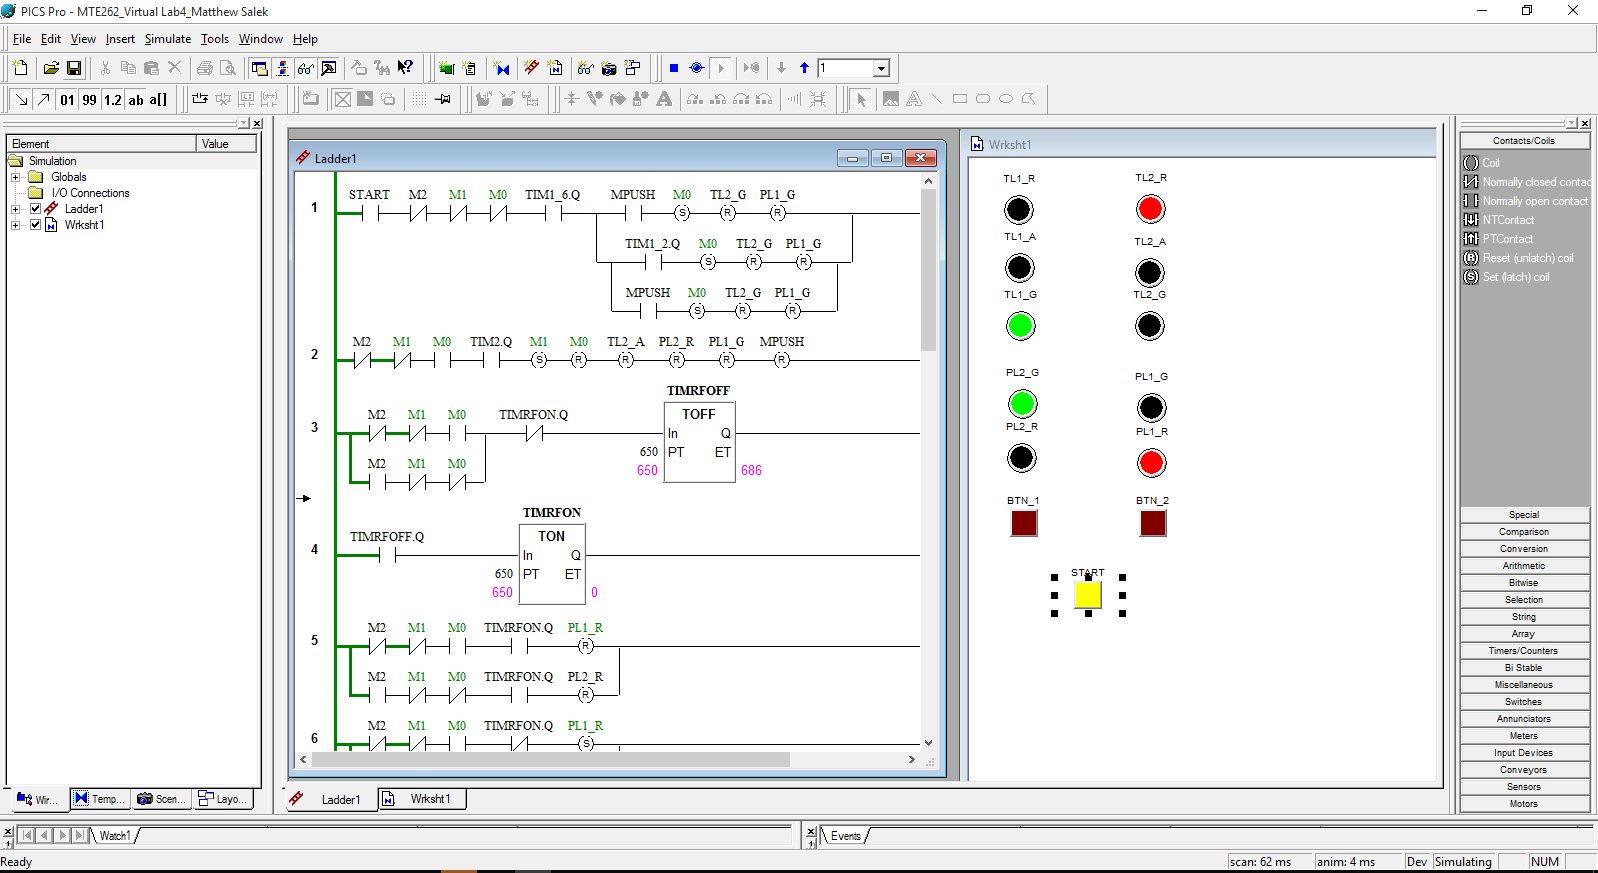 PICS Pro - MTE262_Virtual Lab4_Matthew Salek
File Edit View Insert Simulate Tools Window Help
1
01 99 1.2 ab a[]
Element Value
Simulation
Globals
I/O Connections
Ladder1
Wrksht1
Wir... Temp... Scen... Layo...
Ladder1
1
START M2 M1 M0 TIM1_6.Q MPUSH M0 TL2_G PL1_G
S R R
TIM1_2.Q M0 TL2_G PL1_G
S R R
MPUSH M0 TL2_G PL1_G
S R R
2
M2 M1 M0 TIM2.Q M1 M0 TL2_A PL2_R PL1_G MPUSH
S R R R R R
TIMRFOFF
3
M2 M1 M0 TIMRFON.Q TOFF
In Q
650 PT ET
650 686
M2 M1 M0
TIMRFON
4
TIMRFOFF.Q TON
In Q
650 PT ET
650 0
5
M2 M1 M0 TIMRFON.Q PL1_R
R
M2 M1 M0 TIMRFON.Q PL2_R
R
6
M2 M1 M0 TIMRFON.Q PL1_R
S
Ladder1 Wrksht1
Wrksht1
TL1_R TL2_R
TL1_A TL2_A
TL1_G TL2_G
PL2_G PL1_G
PL2_R PL1_R
BTN_1 BTN_2
START
Contacts/Coils
Coil
Normally closed contac
Normally open contact
NTContact
PTContact
Reset (unlatch) coil
Set (latch) coil
Special
Comparison
Conversion
Arithmetic
Bitwise
Selection
String
Array
Timers/Counters
Bi Stable
Miscellaneous
Switches
Annunciators
Meters
Input Devices
Conveyors
Sensors
Motors
Watch1 Events
Ready scan: 62 ms anim: 4 ms Dev Simulating NUM